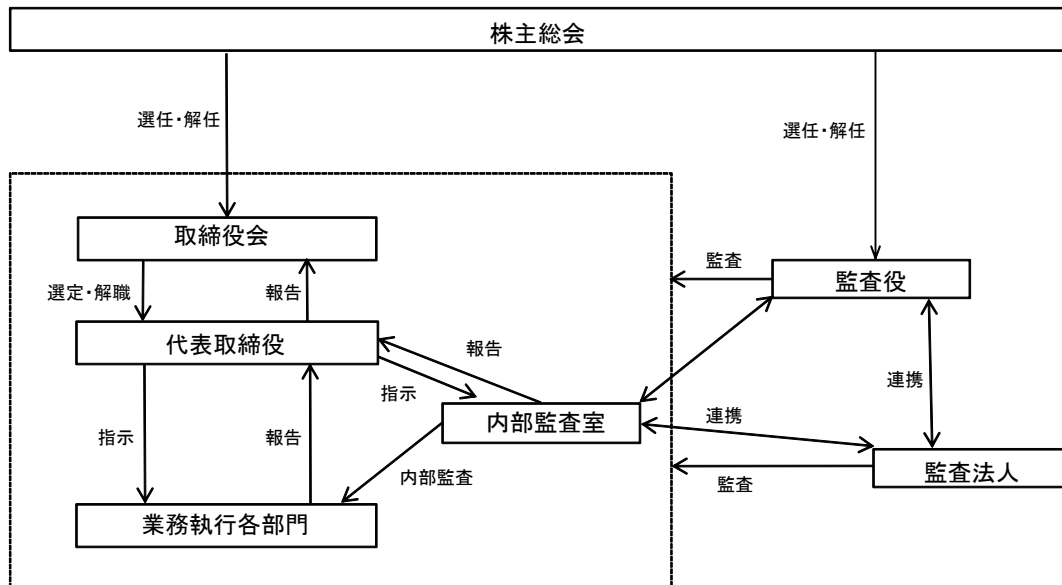 株主総会
選任・解任
選任・解任
取締役会
監査
監査役
選定・解職
報告
代表取締役
報告
指示
連携
内部監査室
連携
指示
報告
内部監査
監査
監査法人
業務執行各部門